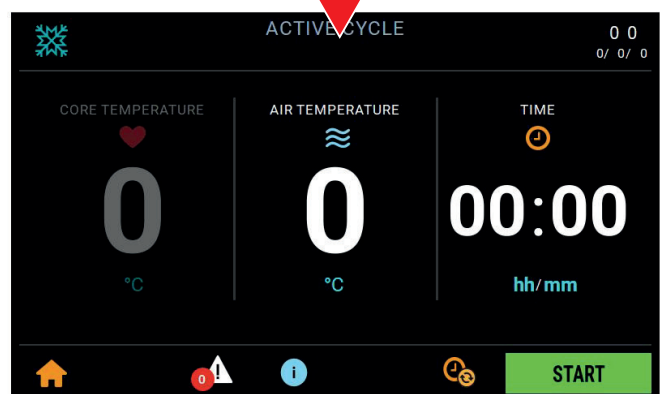 ACTIVE CYCLE
0 0
0/ 0/ 0
CORE TEMPERATURE
0
°C
AIR TEMPERATURE
0
°C
TIME
00:00
hh/mm
0
!
i
START